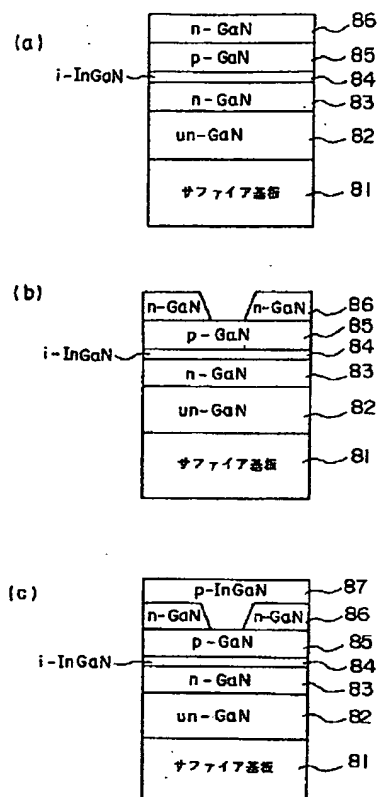 (a)
n-GaN 86
p-GaN 85
i-InGaN 84
n-GaN 83
un-GaN 82
サファイア基板 81
(b)
n-GaN n-GaN 86
p-GaN 85
i-InGaN 84
n-GaN 83
un-GaN 82
サファイア基板 81
(c)
p-InGaN 87
n-GaN n-GaN 86
p-GaN 85
i-InGaN 84
n-GaN 83
un-GaN 82
サファイア基板 81